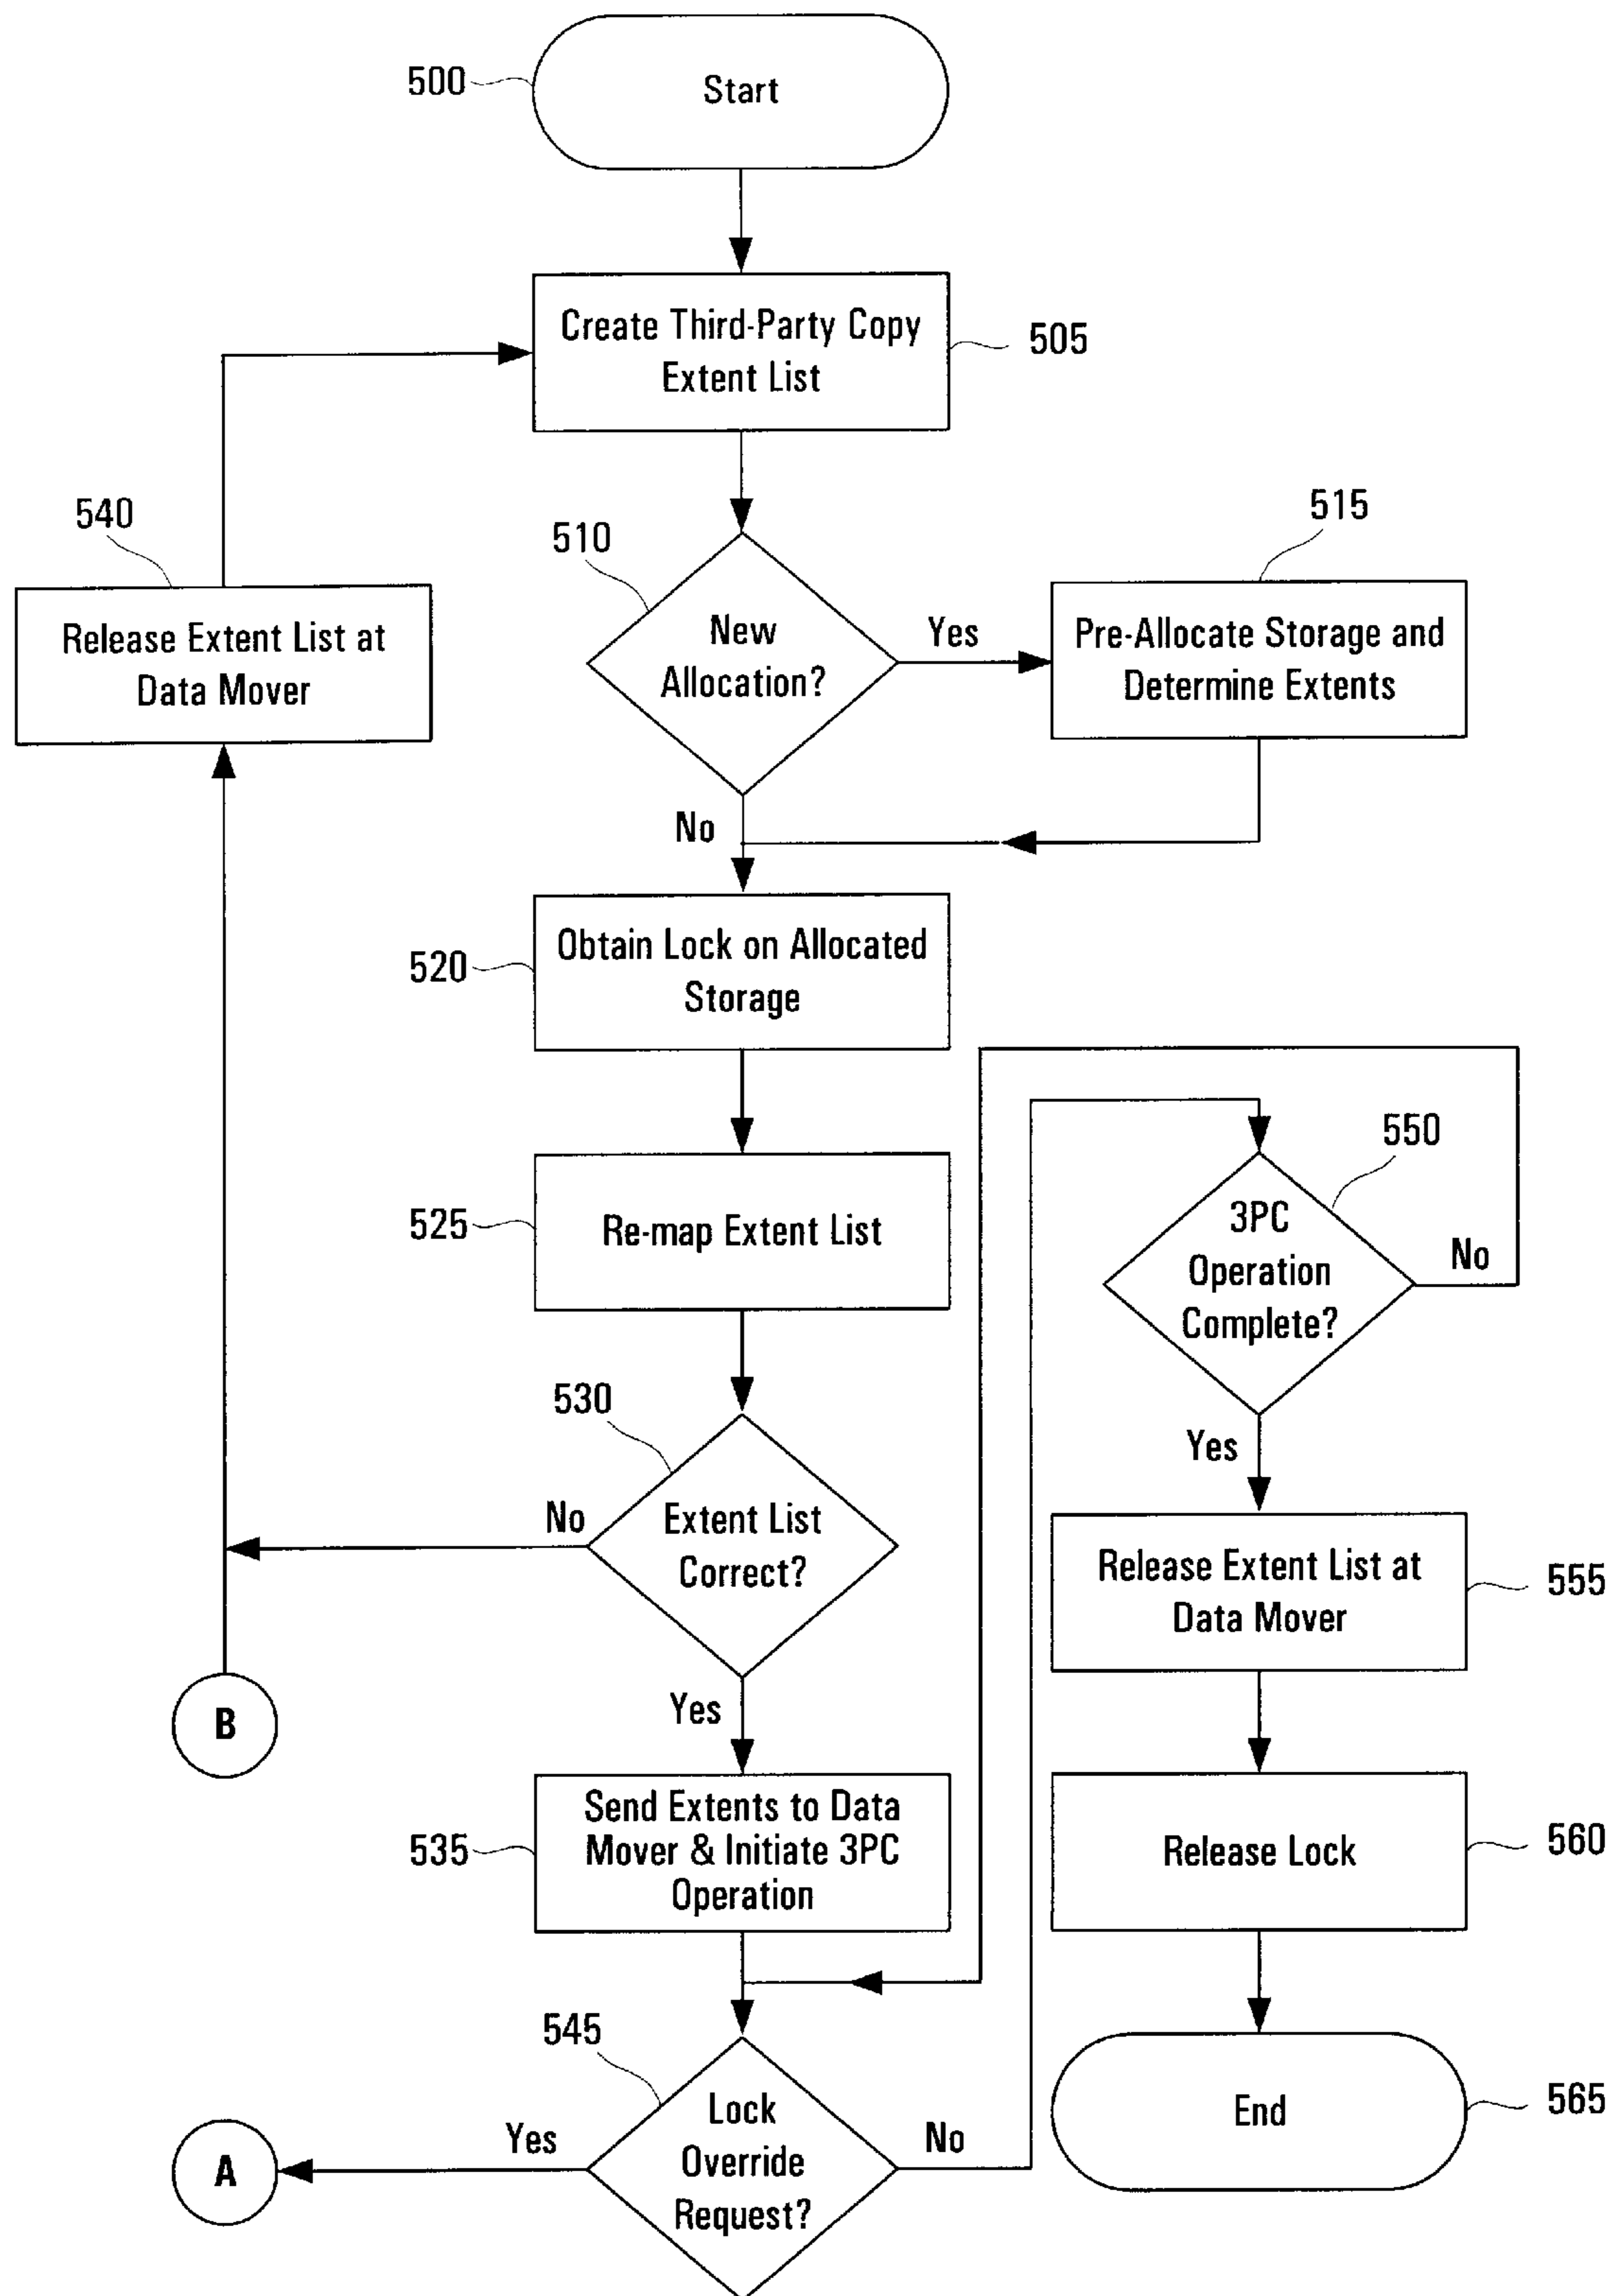 500
Start
Create Third-Party Copy
Extent List
505
540
Release Extent List at
Data Mover
510
New
Allocation?
Yes
No
515
Pre-Allocate Storage and
Determine Extents
520
Obtain Lock on Allocated
Storage
525
Re-map Extent List
530
Extent List
Correct?
No
Yes
B
535
Send Extents to Data
Mover & Initiate 3PC
Operation
545
Lock
Override
Request?
Yes
No
A
550
3PC
Operation
Complete?
No
Yes
Release Extent List at
Data Mover
555
Release Lock
560
End
565